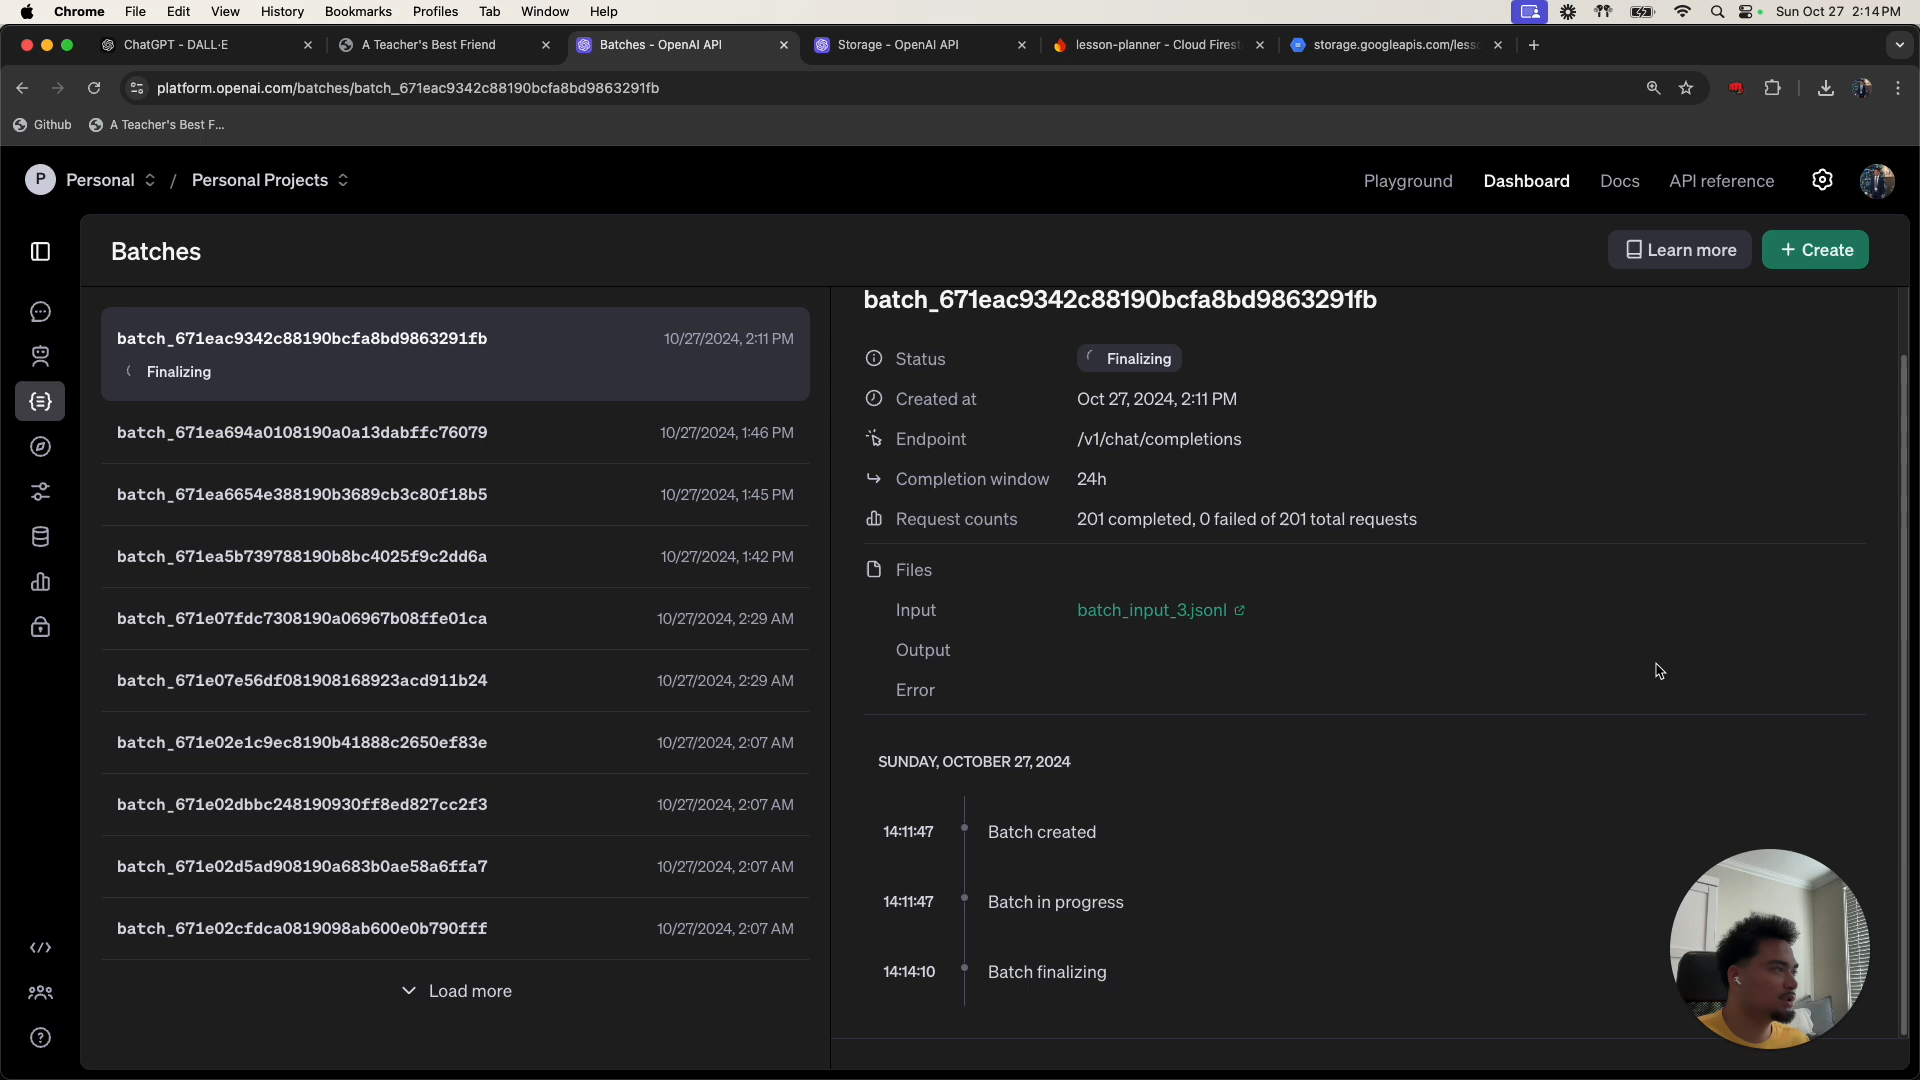 Chrome File Edit View History Bookmarks Profiles Tab Window Help Sun Oct 27 2:14 PM
ChatGPT - DALL·E A Teacher's Best Friend Batches - OpenAI API Storage - OpenAI API lesson-planner - Cloud Firest storage.googleapis.com/less
platform.openai.com/batches/batch_671eac9342c88190bcfa8bd9863291fb
Github A Teacher's Best F...
P Personal / Personal Projects Playground Dashboard Docs API reference
Batches Learn more + Create
batch_671eac9342c88190bcfa8bd9863291fb 10/27/2024, 2:11 PM
Finalizing
batch_671ea694a0108190a0a13dabffc76079 10/27/2024, 1:46 PM
batch_671ea6654e388190b3689cb3c80f18b5 10/27/2024, 1:45 PM
batch_671ea5b739788190b8bc4025f9c2dd6a 10/27/2024, 1:42 PM
batch_671e07fdc7308190a06967b08ffe01ca 10/27/2024, 2:29 AM
batch_671e07e56df081908168923acd911b24 10/27/2024, 2:29 AM
batch_671e02e1c9ec8190b41888c2650ef83e 10/27/2024, 2:07 AM
batch_671e02dbbc248190930ff8ed827cc2f3 10/27/2024, 2:07 AM
batch_671e02d5ad908190a683b0ae58a6ffa7 10/27/2024, 2:07 AM
batch_671e02cfdca0819098ab600e0b790fff 10/27/2024, 2:07 AM
Load more
batch_671eac9342c88190bcfa8bd9863291fb
Status Finalizing
Created at Oct 27, 2024, 2:11 PM
Endpoint /v1/chat/completions
Completion window 24h
Request counts 201 completed, 0 failed of 201 total requests
Files
Input batch_input_3.jsonl
Output
Error
SUNDAY, OCTOBER 27, 2024
14:11:47 Batch created
14:11:47 Batch in progress
14:14:10 Batch finalizing